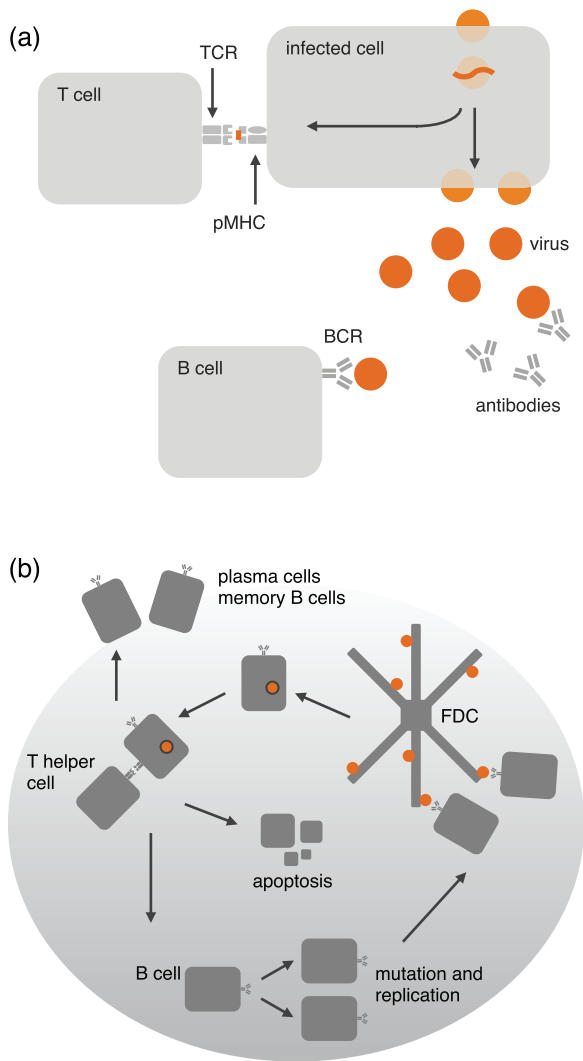 (a)
TCR
infected cell
T cell
pMHC
virus
BCR
B cell
antibodies
(b)
plasma cells
memory B cells
FDC
T helper
cell
apoptosis
B cell
mutation and
replication